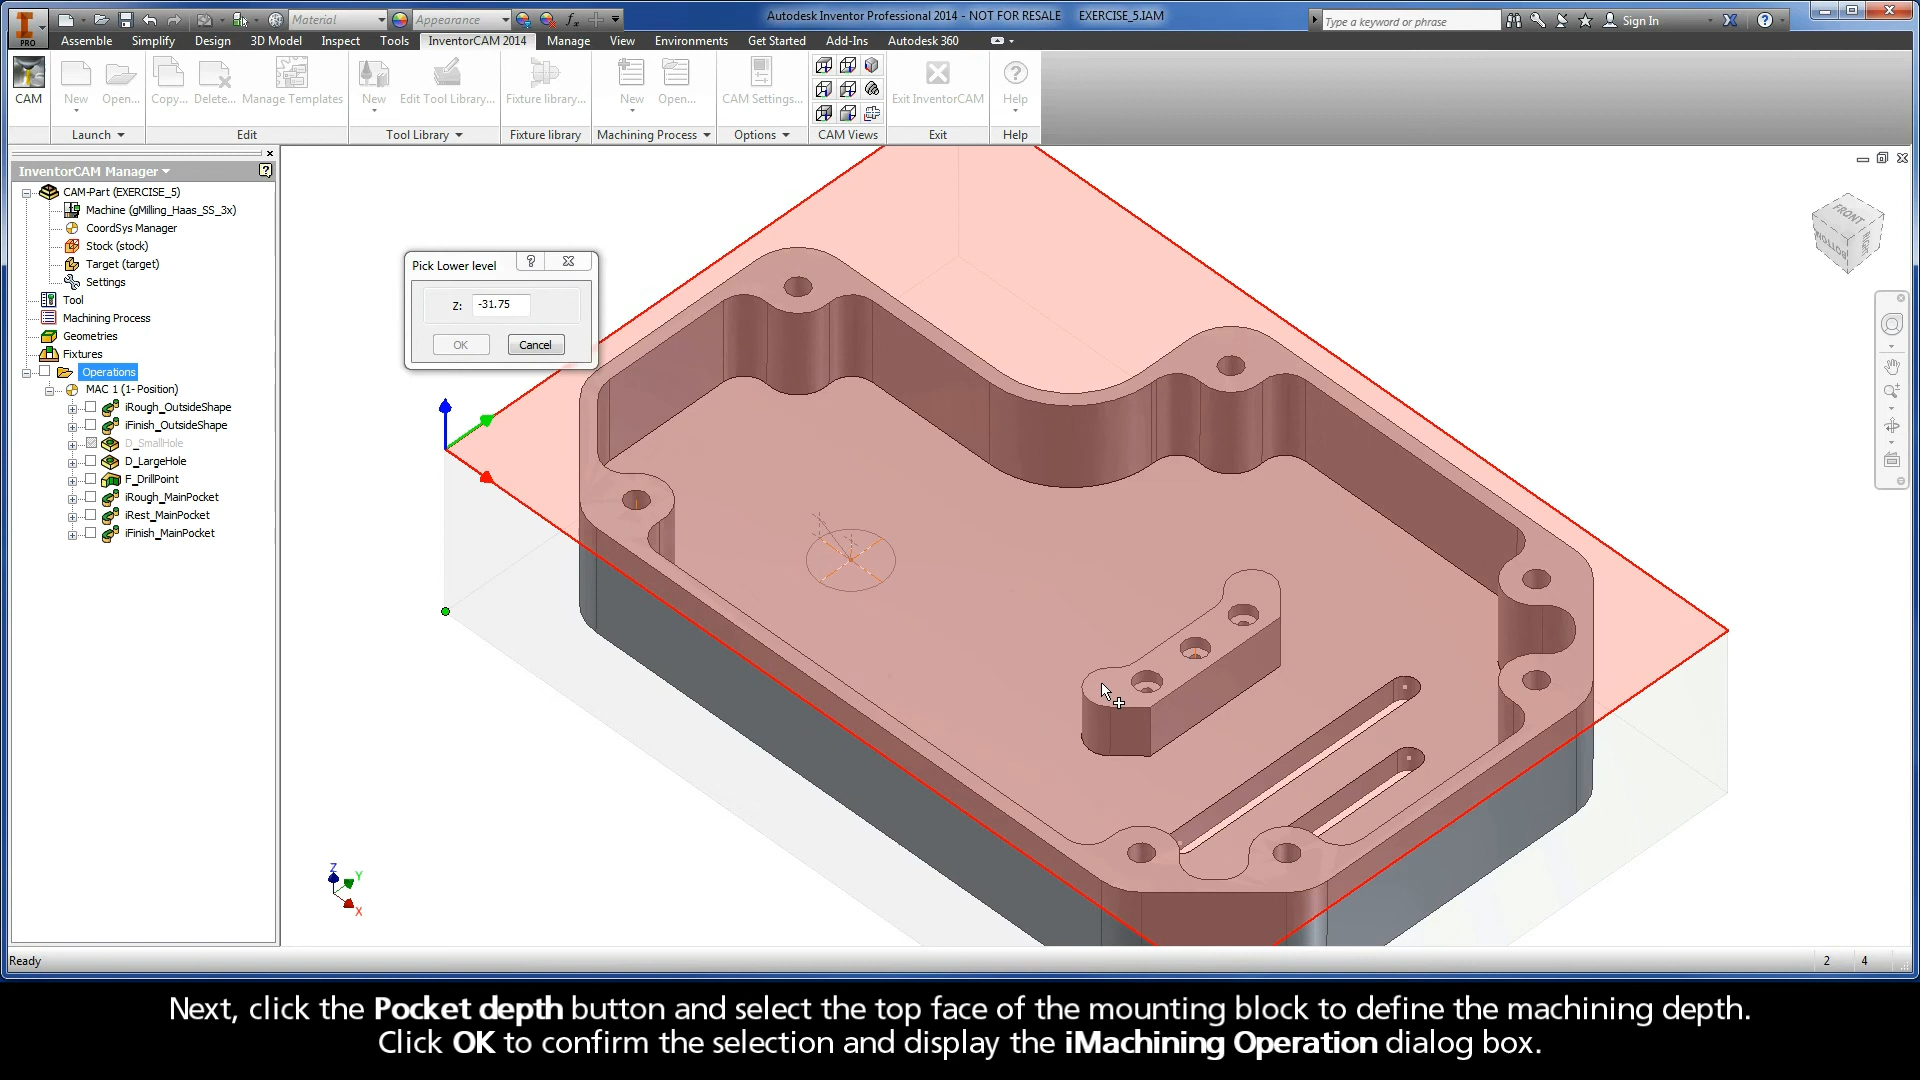 Material
Appearance
Autodesk Inventor Professional 2014 - NOT FOR RESALE EXERCISE_5.IAM
Type a keyword or phrase
Sign In
PRO
Assemble Simplify Design 3D Model Inspect Tools InventorCAM 2014 Manage View Environments Get Started Add-Ins Autodesk 360
CAM New Open... Copy... Delete... Manage Templates New Edit Tool Library... Fixture library... New Open... CAM Settings... Exit InventorCAM Help
Launch Edit Tool Library Fixture library Machining Process Options CAM Views Exit Help
InventorCAM Manager
CAM-Part (EXERCISE_5)
Machine (gMilling_Haas_SS_3x)
CoordSys Manager
Stock (stock)
Target (target)
Settings
Tool
Machining Process
Geometries
Fixtures
Operations
MAC 1 (1- Position)
iRough_OutsideShape
iFinish_OutsideShape
D_SmallHole
D_LargeHole
F_DrillPoint
iRough_MainPocket
iRest_MainPocket
iFinish_MainPocket
Pick Lower level
Z: -31.75
OK Cancel
FRONT
BOTTOM
RIGHT
Z
Y
X
Ready
2 4
Next, click the Pocket depth button and select the top face of the mounting block to define the machining depth.
Click OK to confirm the selection and display the iMachining Operation dialog box.